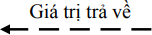 Giá trị trả về